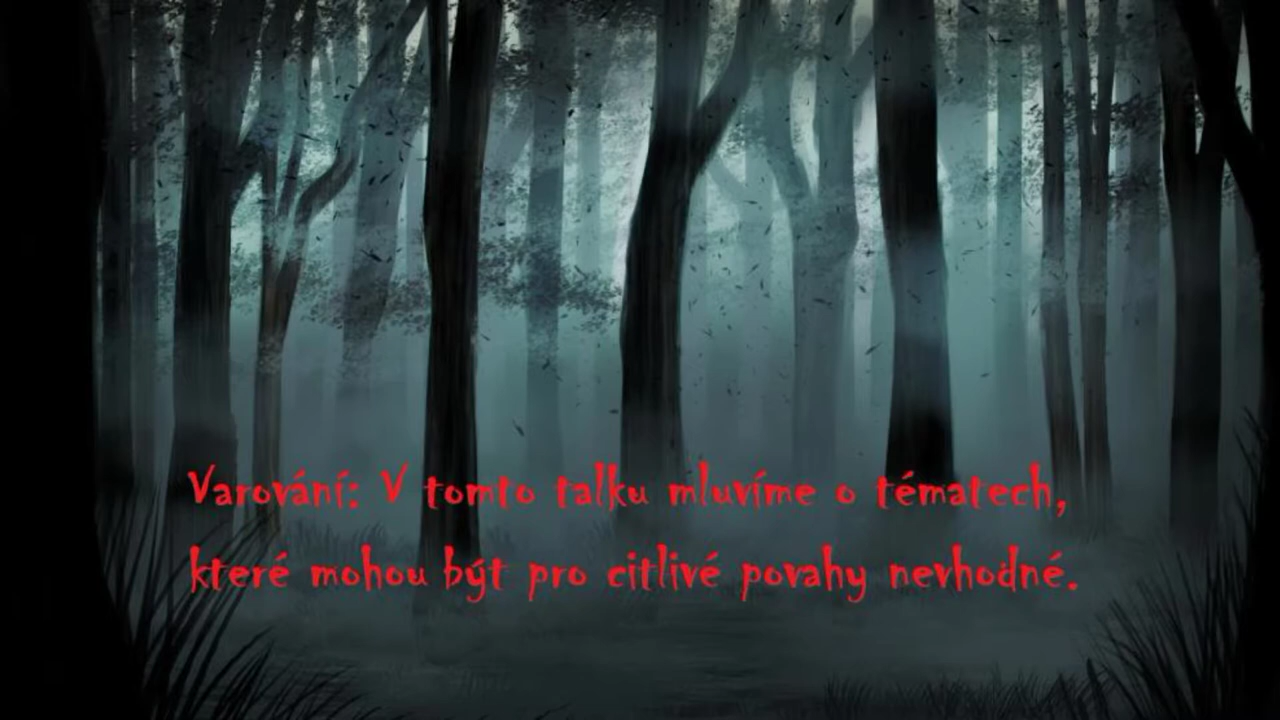 Varování: V tomto talku mluvíme o tématech,
které mohou být pro citlivé povahy nevhodné.